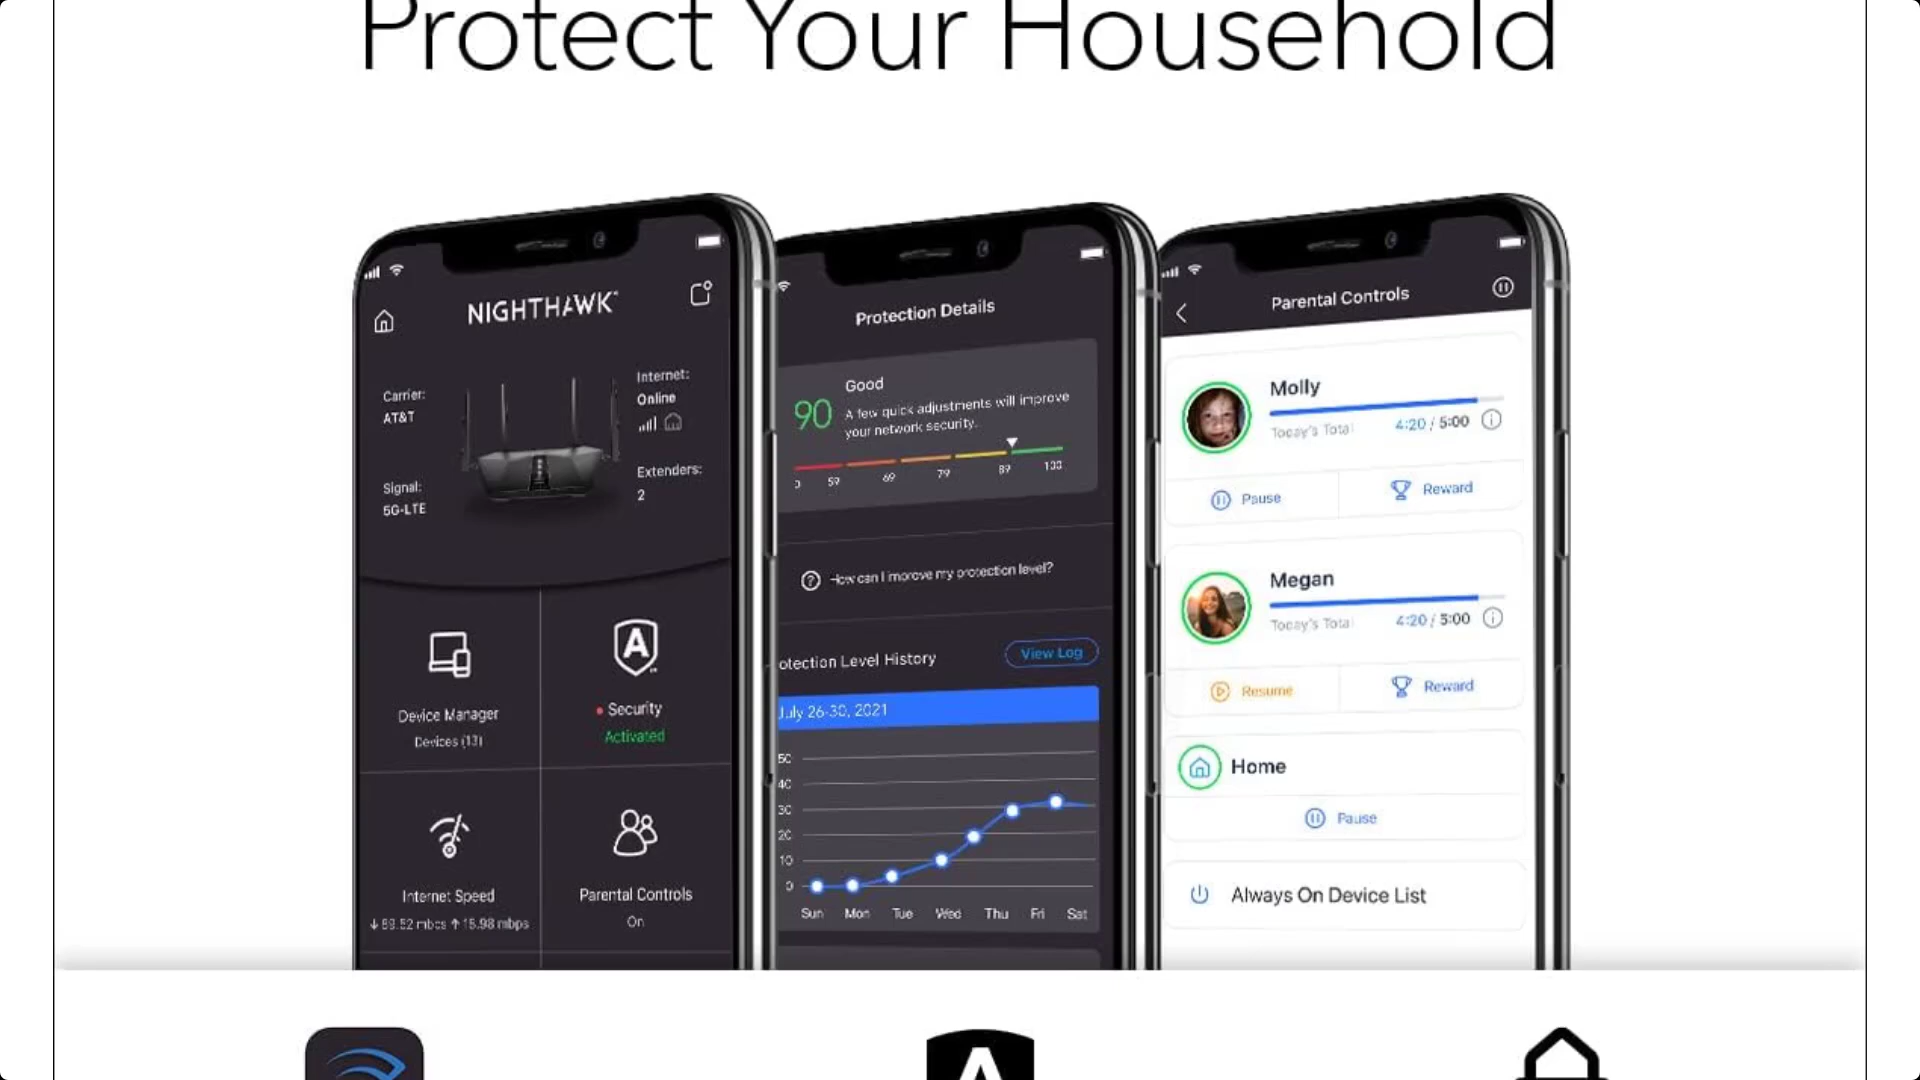 Protect Your Household
NIGHTHAWK
Carrier:
AT&T
Internet:
Online
Signal:
5G-LTE
Extenders:
2
Device Manager
Devices (13)
Security
Activated
Internet Speed
15.98 mbps
Parental Controls
On
Protection Details
90
Good
A few quick adjustments will improve
your network security.
0 59 69 79 89 100
How can I improve my protection level?
otection Level History
View Log
July 26-30, 2021
50
40
30
20
10
0
Sun Mon Tue Wed Thu Fri Sat
Parental Controls
Molly
Today's Total
4:20 / 5:00
Pause
Reward
Megan
Today's Total
4:20 / 5:00
Resume
Reward
Home
Pause
Always On Device List
A